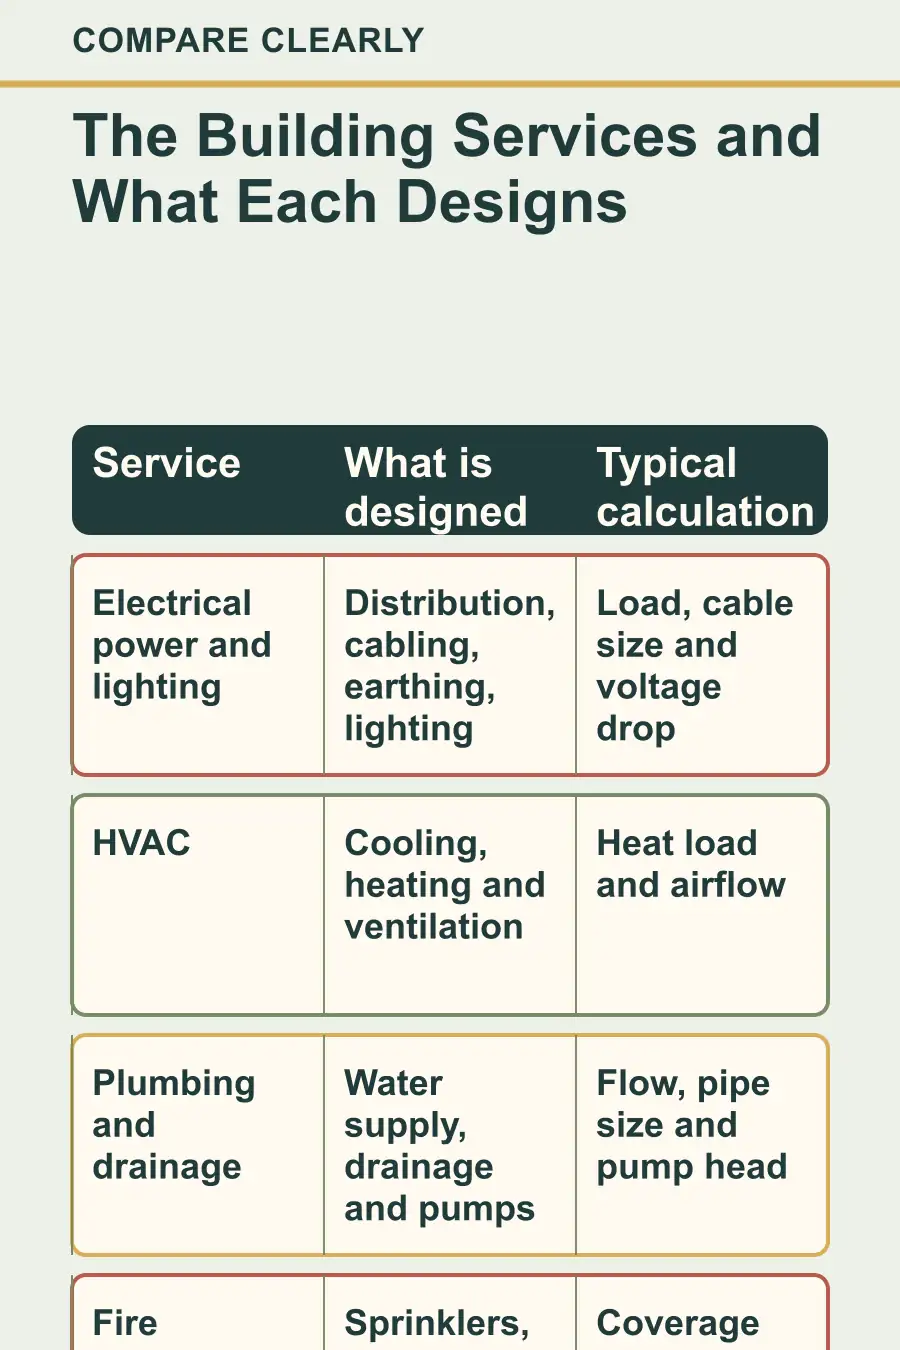 COMPARE CLEARLY
The Building Services and
What Each Designs
Service
What is
designed
Typical
calculation
Electrical
power and
lighting
Distribution,
cabling,
earthing,
lighting
Load, cable
size and
voltage
drop
HVAC
Cooling,
heating and
ventilation
Heat load
and airflow
Plumbing
and
drainage
Water
supply,
drainage
and pumps
Flow, pipe
size and
pump head
Fire
Sprinklers,
Coverage